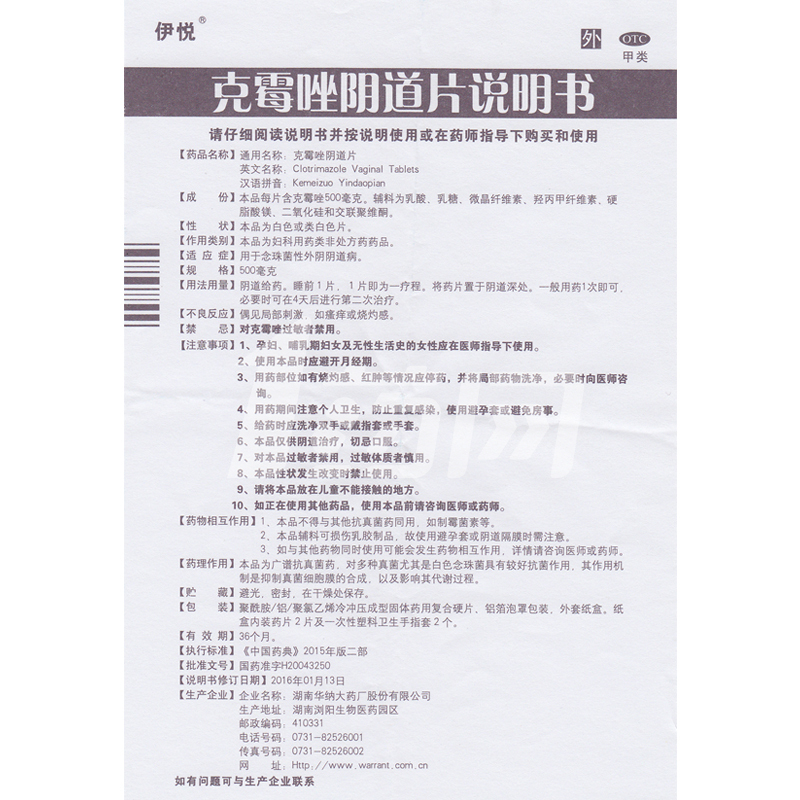 伊悦®
外 OTC
甲类
克霉唑阴道片说明书
请仔细阅读说明书并按说明使用或在药师指导下购买和使用
【药品名称】通用名称：克霉唑阴道片
英文名称：Clotrimazole Vaginal Tablets
汉语拼音：Kemeizuo Yindaopian
【成　份】本品每片含克霉唑500毫克。辅料为乳酸、乳糖、微晶纤维素、羟丙甲纤维素、硬
脂酸镁、二氧化硅和交联聚维酮。
【性　状】本品为白色或类白色片。
【作用类别】本品为妇科用药类非处方药药品。
【适 应 症】用于念珠菌性外阴阴道病。
【规　格】500毫克
【用法用量】阴道给药。睡前1片，1片即为一疗程。将药片置于阴道深处。一般用药1次即可，
必要时可在4天后进行第二次治疗。
【不良反应】偶见局部刺激，如瘙痒或烧灼感。
【禁　忌】对克霉唑过敏者禁用。
【注意事项】1、孕妇、哺乳期妇女及无性生活史的女性应在医师指导下使用。
2、使用本品时应避开月经期。
3、用药部位如有烧灼感、红肿等情况应停药，并将局部药物洗净，必要时向医师咨
询。
4、用药期间注意个人卫生，防止重复感染，使用避孕套或避免房事。
5、给药时应洗净双手或戴指套或手套。
6、本品仅供阴道治疗，切忌口服。
7、对本品过敏者禁用，过敏体质者慎用。
8、本品性状发生改变时禁止使用。
9、请将本品放在儿童不能接触的地方。
10、如正在使用其他药品，使用本品前请咨询医师或药师。
【药物相互作用】1、本品不得与其他抗真菌药同用，如制霉菌素等。
2、本品辅料可损伤乳胶制品，故使用避孕套或阴道隔膜时需注意。
3、如与其他药物同时使用可能会发生药物相互作用，详情请咨询医师或药师。
【药理作用】本品为广谱抗真菌药，对多种真菌尤其是白色念珠菌具有较好抗菌作用，其作用机
制是抑制真菌细胞膜的合成，以及影响其代谢过程。
【贮　藏】避光，密封，在干燥处保存。
【包　装】聚酰胺/铝/聚氯乙烯冷冲压成型固体药用复合硬片、铝箔泡罩包装，外套纸盒。纸
盒内装药片2片及一次性塑料卫生手指套2个。
【有 效 期】36个月。
【执行标准】《中国药典》2015年版二部
【批准文号】国药准字H20043250
【说明书修订日期】2016年01月13日
【生产企业】企业名称：湖南华纳大药厂股份有限公司
生产地址：湖南浏阳生物医药园区
邮政编码：410331
电话号码：0731-82526001
传真号码：0731-82526002
网　址：Http://www.warrant.com.cn
如有问题可与生产企业联系